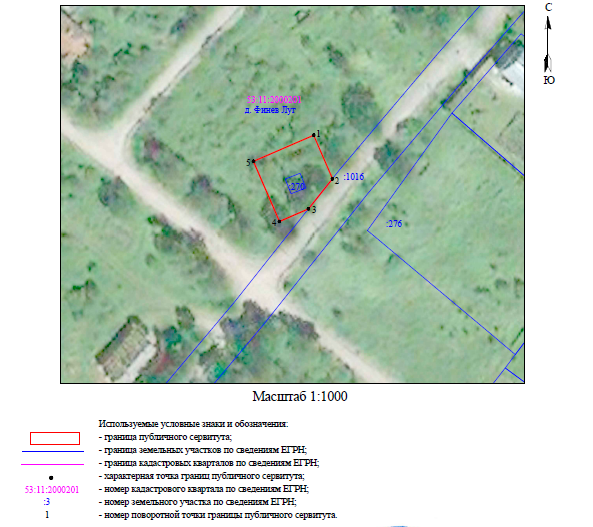 С
Ю
53:11:2000201
д. Финев Луг
1
5
2
:1016
:270
3
4
:276
Масштаб 1:1000
Используемые условные знаки и обозначения:
- граница публичного сервитута;
- граница земельных участков по сведениям ЕГРН;
- граница кадастровых кварталов по сведениям ЕГРН;
- характерная точка границ публичного сервитута;
53:11:2000201 - номер кадастрового квартала по сведениям ЕГРН;
:3 - номер земельного участка по сведениям ЕГРН;
1 - номер поворотной точки границы публичного сервитута.